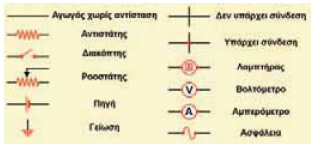 Αγωγός χωρίς αντίσταση
Αντιστάτης
Διακόπτης
Ροοστάτης
Πηγή
Γείωση
Δεν υπάρχει σύνδεση
Υπάρχει σύνδεση
Λαμπτήρας
V Βολτόμετρο
A Αμπερόμετρο
Ασφάλεια